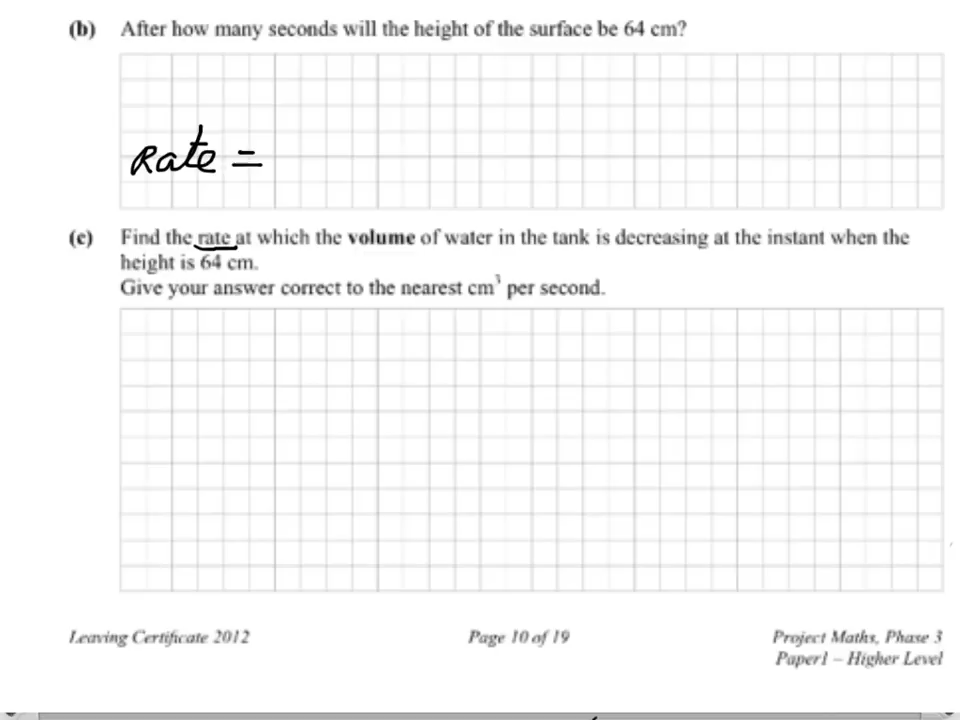 (b) After how many seconds will the height of the surface be 64 cm?
Rate =
(c) Find the rate at which the volume of water in the tank is decreasing at the instant when the
height is 64 cm.
Give your answer correct to the nearest cm³ per second.
Leaving Certificate 2012 Page 10 of 19 Project Maths, Phase 3
Paper1 – Higher Level